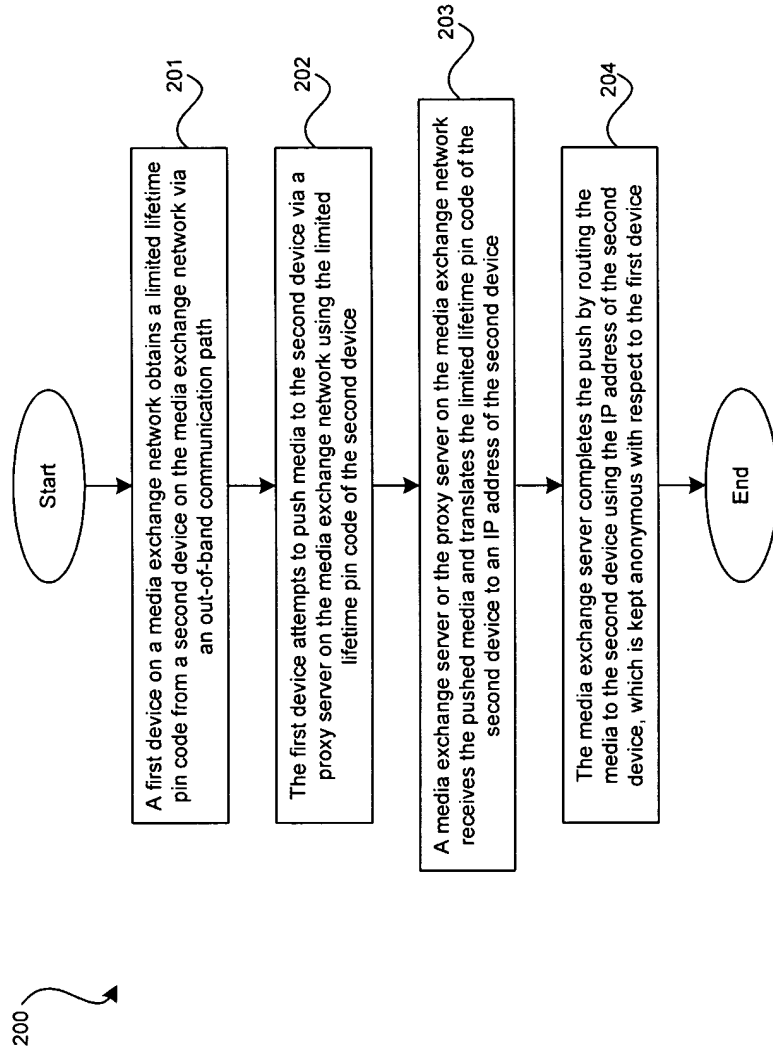 200
Start
201
A first device on a media exchange network obtains a limited lifetime
pin code from a second device on the media exchange network via
an out-of-band communication path
202
The first device attempts to push media to the second device via a
proxy server on the media exchange network using the limited
lifetime pin code of the second device
203
A media exchange server or the proxy server on the media exchange network
receives the pushed media and translates the limited lifetime pin code of the
second device to an IP address of the second device
204
The media exchange server completes the push by routing the
media to the second device using the IP address of the second
device, which is kept anonymous with respect to the first device
End